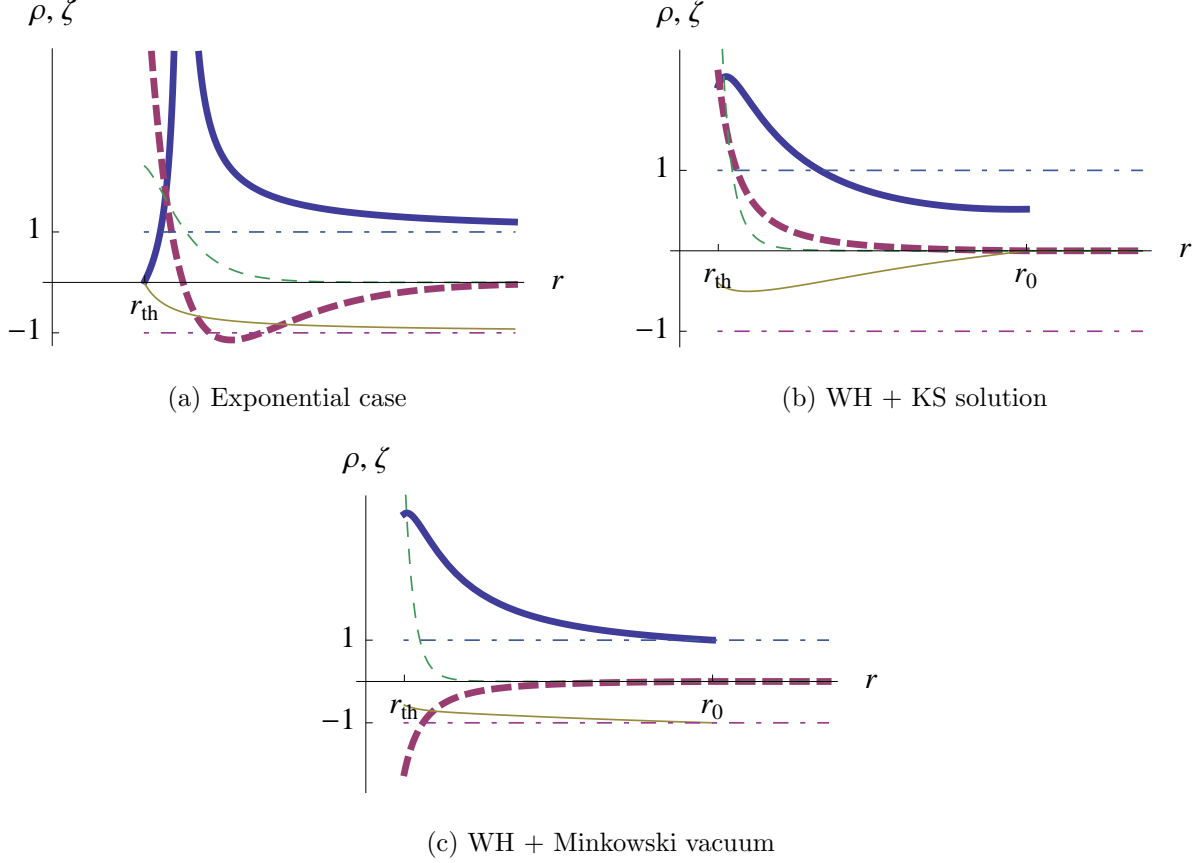 ρ, ζ
1
r
r_th
−1
(a) Exponential case
ρ, ζ
1
r_th
r_0
r
−1
(b) WH + KS solution
ρ, ζ
1
r
r_th
r_0
−1
(c) WH + Minkowski vacuum